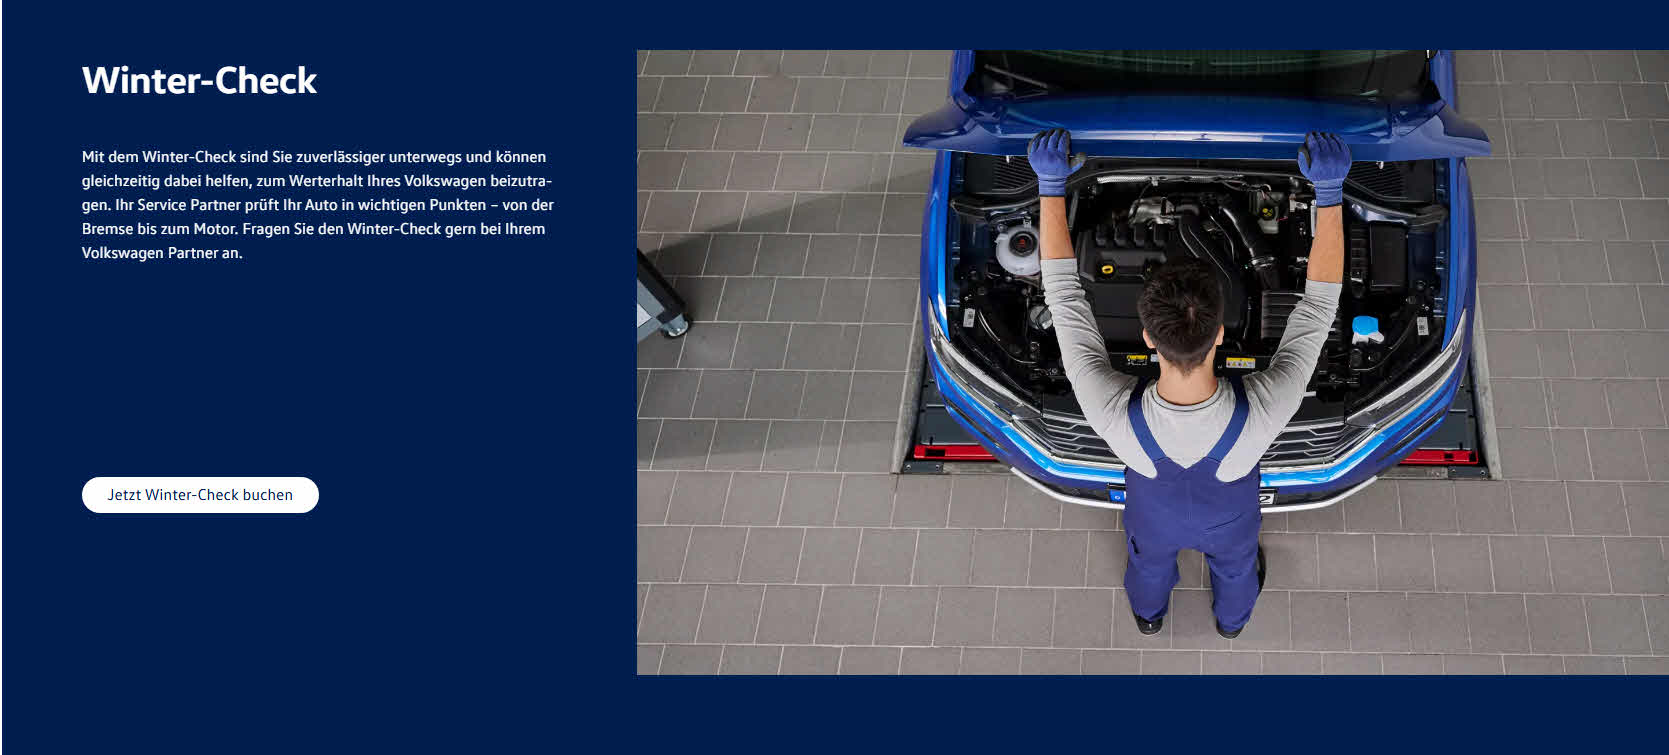 Winter-Check
Mit dem Winter-Check sind Sie zuverlässiger unterwegs und können
gleichzeitig dabei helfen, zum Werterhalt Ihres Volkswagen beizutra-
gen. Ihr Service Partner prüft Ihr Auto in wichtigen Punkten – von der
Bremse bis zum Motor. Fragen Sie den Winter-Check gern bei Ihrem
Volkswagen Partner an.
Jetzt Winter-Check buchen